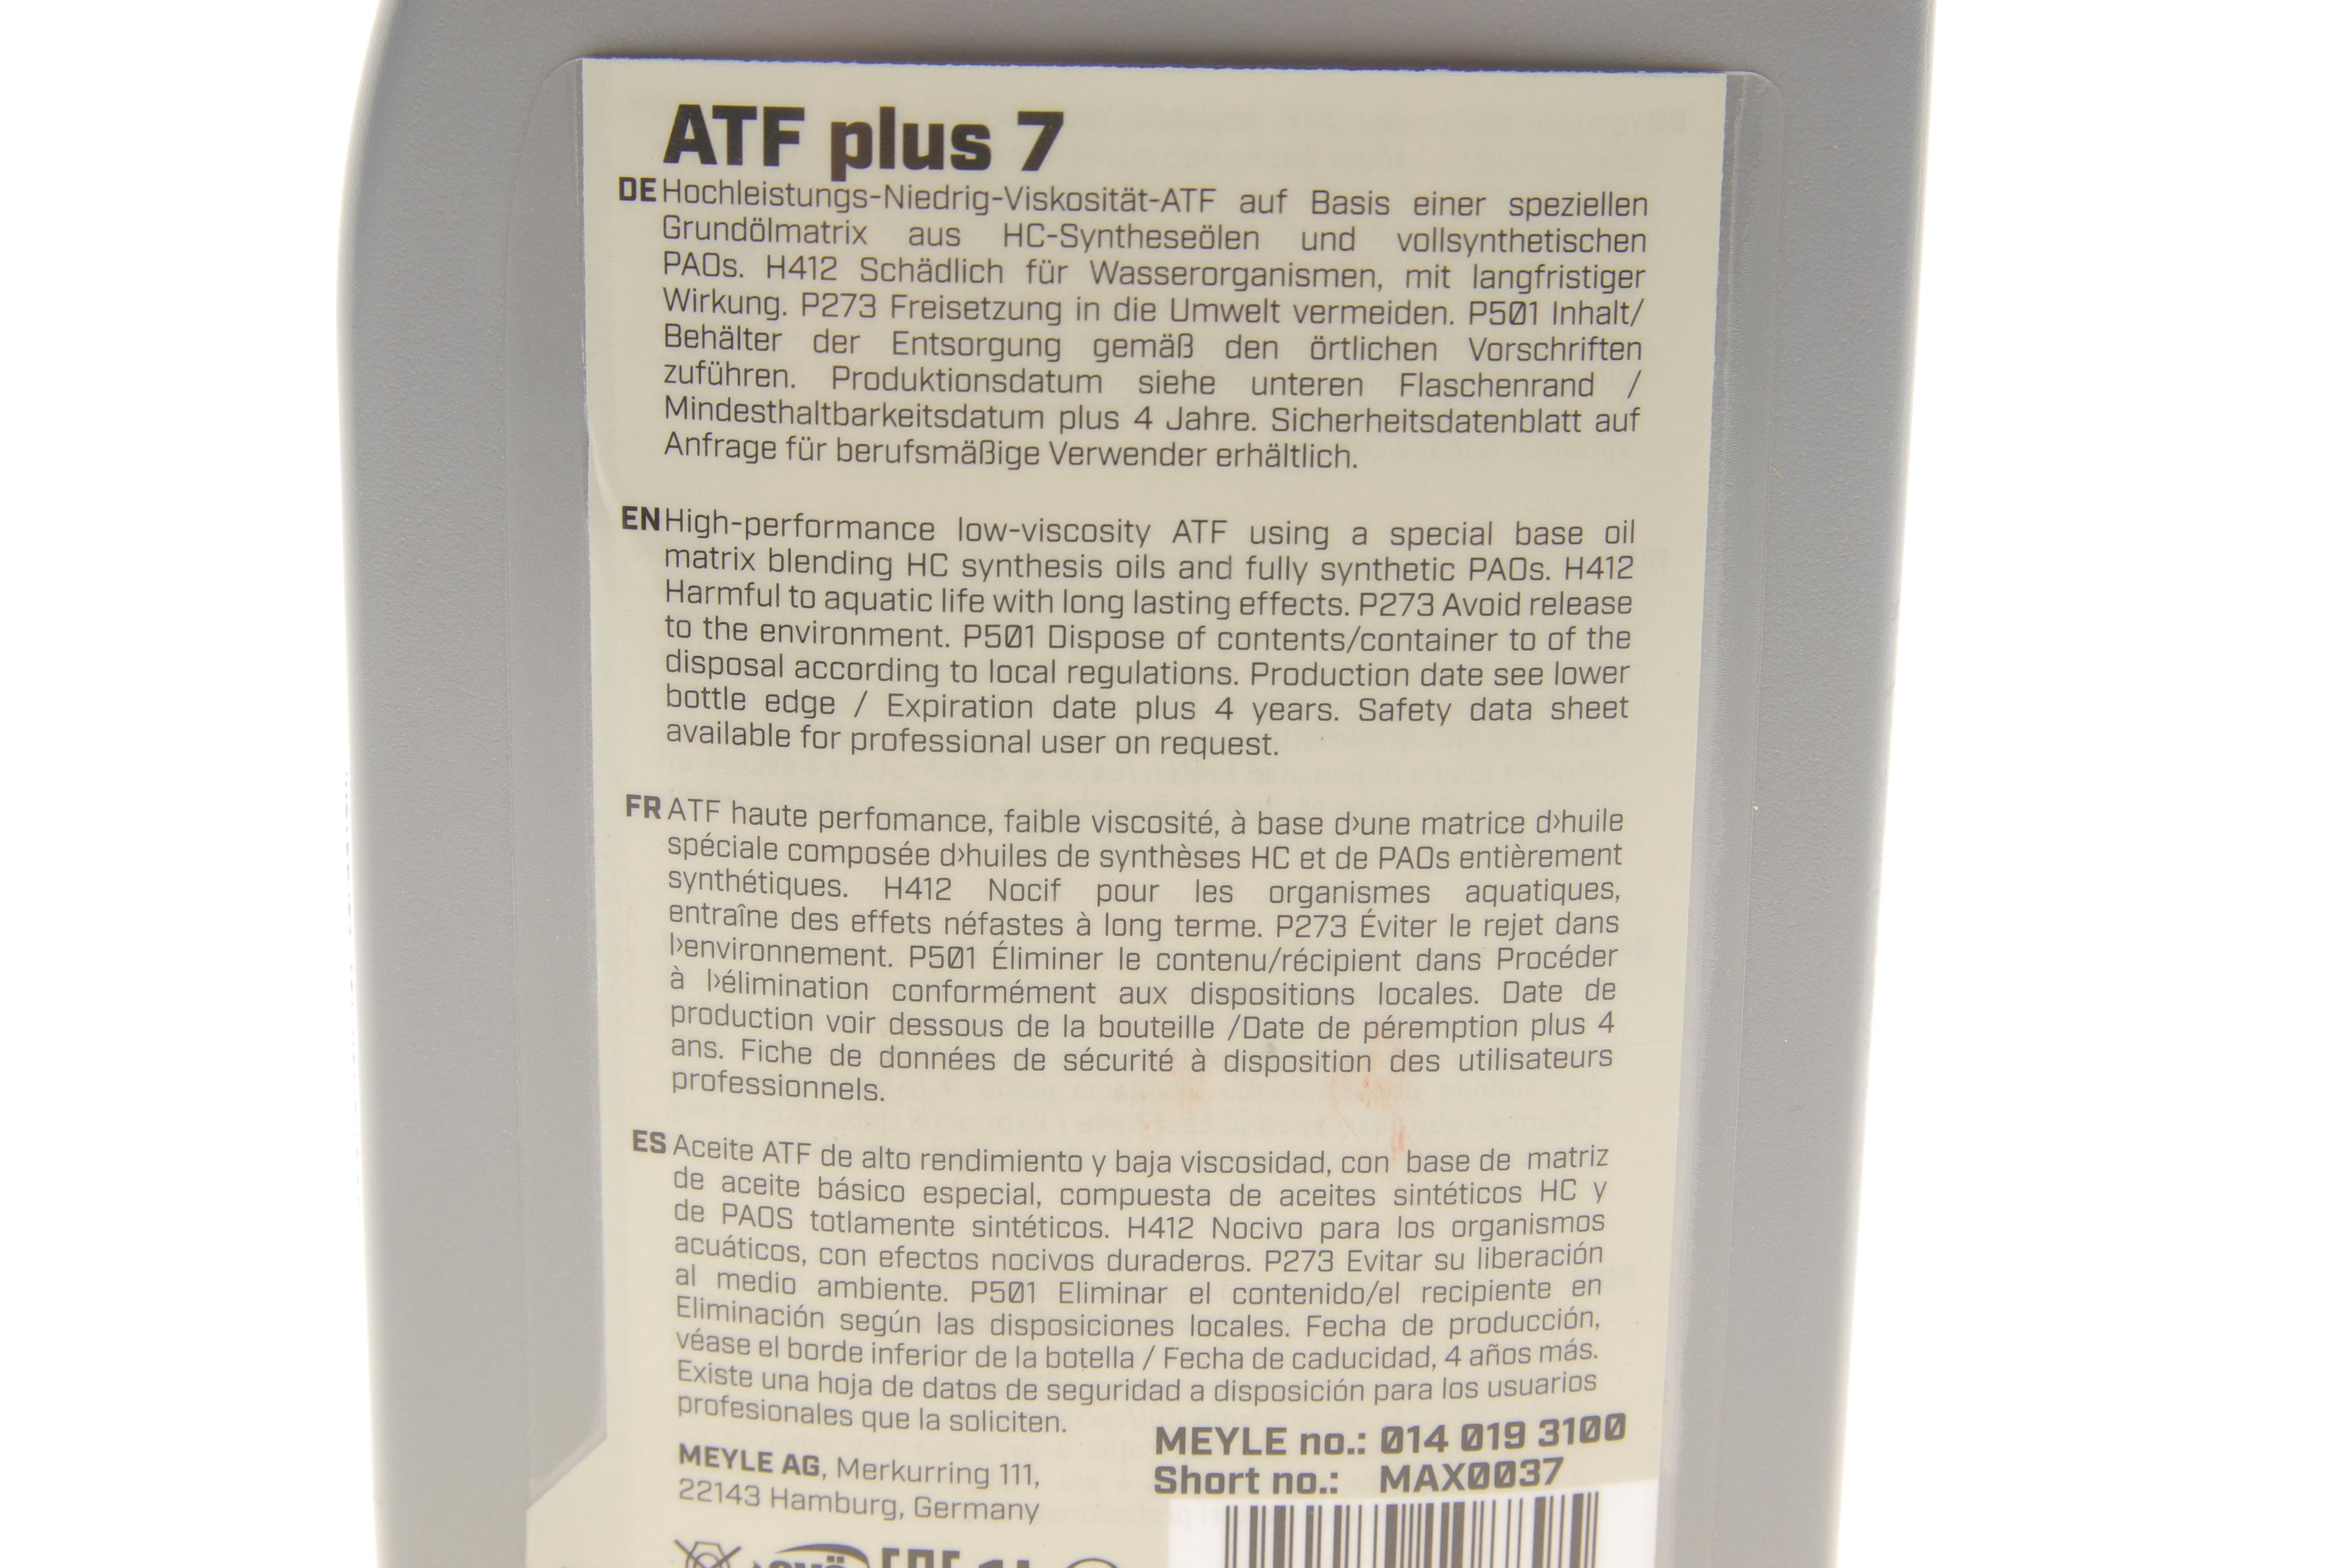 ATF plus 7
DE Hochleistungs-Niedrig-Viskosität-ATF auf Basis einer speziellen
Grundölmatrix aus HC-Syntheseölen und vollsynthetischen
PAOs. H412 Schädlich für Wasserorganismen, mit langfristiger
Wirkung. P273 Freisetzung in die Umwelt vermeiden. P501 Inhalt/
Behälter der Entsorgung gemäß den örtlichen Vorschriften
zuführen. Produktionsdatum siehe unteren Flaschenrand /
Mindesthaltbarkeitsdatum plus 4 Jahre. Sicherheitsdatenblatt auf
Anfrage für berufsmäßige Verwender erhältlich.
EN High-performance low-viscosity ATF using a special base oil
matrix blending HC synthesis oils and fully synthetic PAOs. H412
Harmful to aquatic life with long lasting effects. P273 Avoid release
to the environment. P501 Dispose of contents/container to of the
disposal according to local regulations. Production date see lower
bottle edge / Expiration date plus 4 years. Safety data sheet
available for professional user on request.
FR ATF haute perfomance, faible viscosité, à base d›une matrice d›huile
spéciale composée d›huiles de synthèses HC et de PAOs entièrement
synthétiques. H412 Nocif pour les organismes aquatiques,
entraîne des effets néfastes à long terme. P273 Éviter le rejet dans
l›environnement. P501 Éliminer le contenu/récipient dans Procéder
à l›élimination conformément aux dispositions locales. Date de
production voir dessous de la bouteille /Date de péremption plus 4
ans. Fiche de données de sécurité à disposition des utilisateurs
professionnels.
ES Aceite ATF de alto rendimiento y baja viscosidad, con base de matriz
de aceite básico especial, compuesta de aceites sintéticos HC y
de PAOS totlamente sintéticos. H412 Nocivo para los organismos
acuáticos, con efectos nocivos duraderos. P273 Evitar su liberación
al medio ambiente. P501 Eliminar el contenido/el recipiente en
Eliminación según las disposiciones locales. Fecha de producción,
véase el borde inferior de la botella / Fecha de caducidad, 4 años más.
Existe una hoja de datos de seguridad a disposición para los usuarios
profesionales que la soliciten.
MEYLE no.: 014 019 3100
Short no.: MAX0037
MEYLE AG, Merkurring 111,
22143 Hamburg, Germany